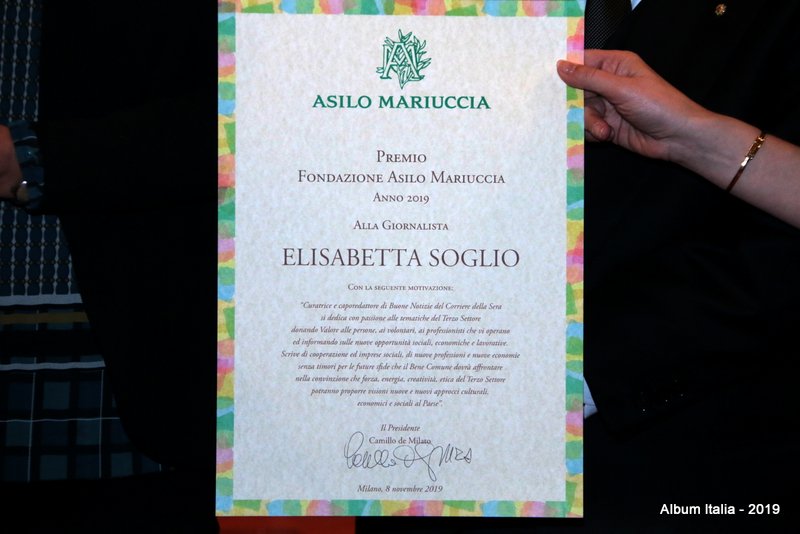 ASILO MARIUCCIA
PREMIO
FONDAZIONE ASILO MARIUCCIA
ANNO 2019
ALLA GIORNALISTA
ELISABETTA SOGLIO
CON LA SEGUENTE MOTIVAZIONE:
"Curatrice e caporedattore di Buone Notizie del Corriere della Sera
si dedica con passione alle tematiche del Terzo Settore
donando Valore alle persone, ai volontari, ai professionisti che vi operano
ed informando sulle nuove opportunità sociali, economiche e lavorative.
Scrive di cooperazione ed imprese sociali, di nuove professioni e nuove economie
senza timori per le future sfide che il Bene Comune dovrà affrontare
nella convinzione che forza, energia, creatività, etica del Terzo Settore
potranno proporre visioni nuove e nuovi approcci culturali,
economici e sociali al Paese".
Il Presidente
Camillo de Milato
Milano, 8 novembre 2019
Album Italia - 2019